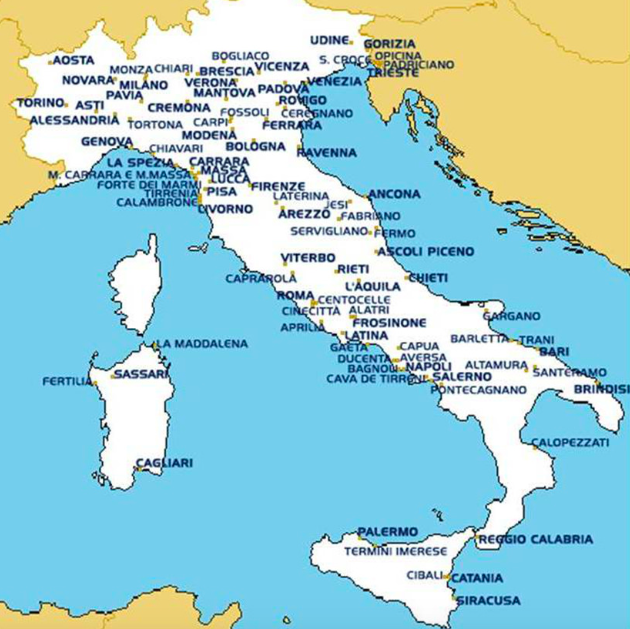 UDINE
GORIZIA
OPICINA
S. CROCE
PADRICIANO
TRIESTE
AOSTA
BOGLIACO
MONZA
CHIARI
BRESCIA
VICENZA
NOVARA
MILANO
VERONA
PADOVA
VENEZIA
PAVIA
MANTOVA
TORINO
ASTI
CREMONA
ROVIGO
FOSSOLI
CEREGNANO
ALESSANDRIA
TORTONA
CARPI
FERRARA
MODENA
GENOVA
CHIAVARI
BOLOGNA
RAVENNA
LA SPEZIA
CARRARA
M. CARRARA E M.MASSA
MASSA
LUCCA
FORTE DEI MARMI
PISA
FIRENZE
TIRRENIA
LATERINA
ANCONA
CALAMBRONE
LIVORNO
JESI
AREZZO
FABRIANO
SERVIGLIANO
FERMO
ASCOLI PICENO
VITERBO
RIETI
CAPRAROLA
L'AQUILA
CHIETI
ROMA
CENTOCELLE
CINECITTÀ
ALATRI
GARGANO
APRILIA
FROSINONE
LATINA
GAETA
CAPUA
BARLETTA
TRANI
DUCENTA
AVERSA
BARI
BAGNOLI
NAPOLI
ALTAMURA
SANTERAMO
CAVA DE TIRRENI
SALERNO
PONTECAGNANO
BRINDISI
LA MADDALENA
FERTILIA
SASSARI
CAGLIARI
CALOPEZZATI
PALERMO
REGGIO CALABRIA
TERMINI IMERESE
CIBALI
CATANIA
SIRACUSA